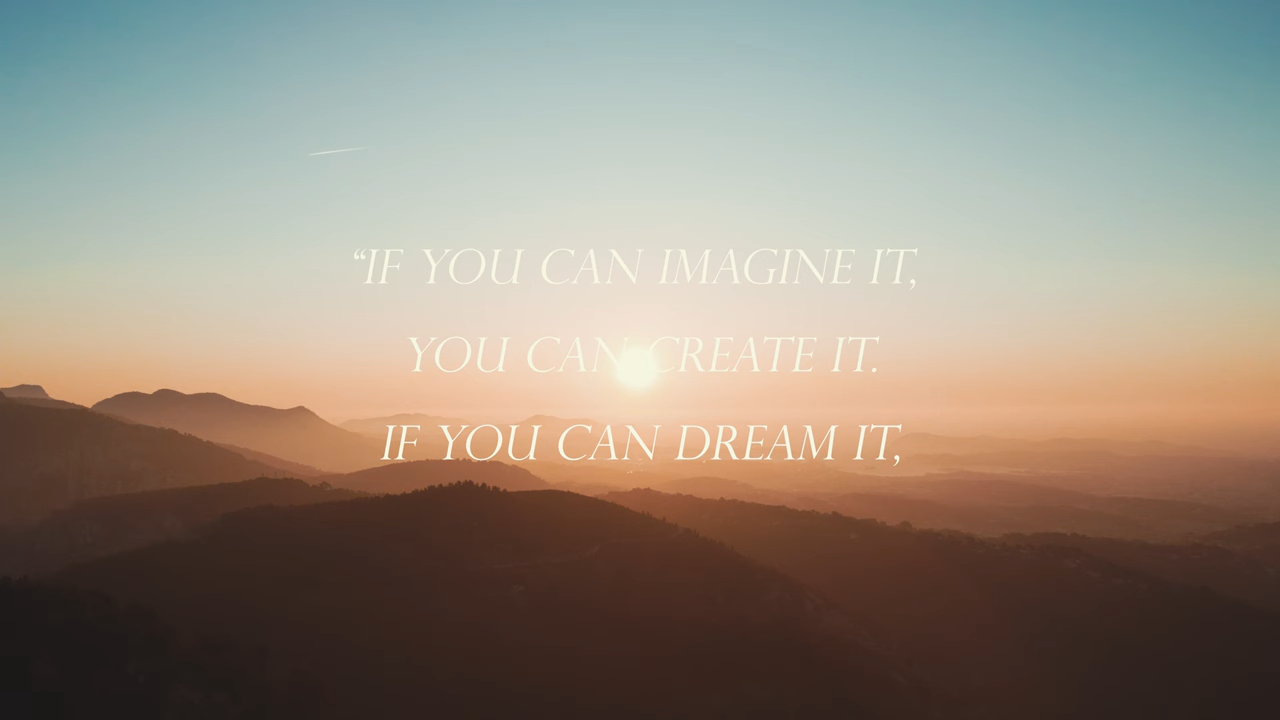 “IF YOU CAN IMAGINE IT,
YOU CAN CREATE IT.
IF YOU CAN DREAM IT,